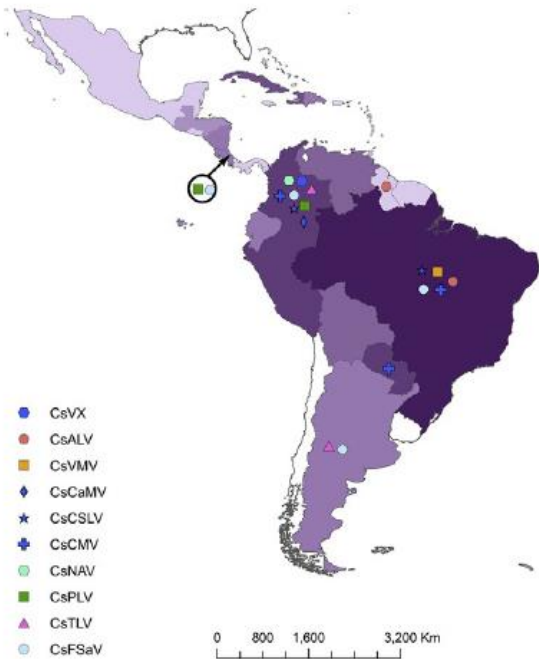 CsVX
CsALV
CsVMV
CsCaMV
CsCSLV
CsCMV
CsNAV
CsPLV
CsTLV
CsFSaV
0 800 1,600 3,200 Km